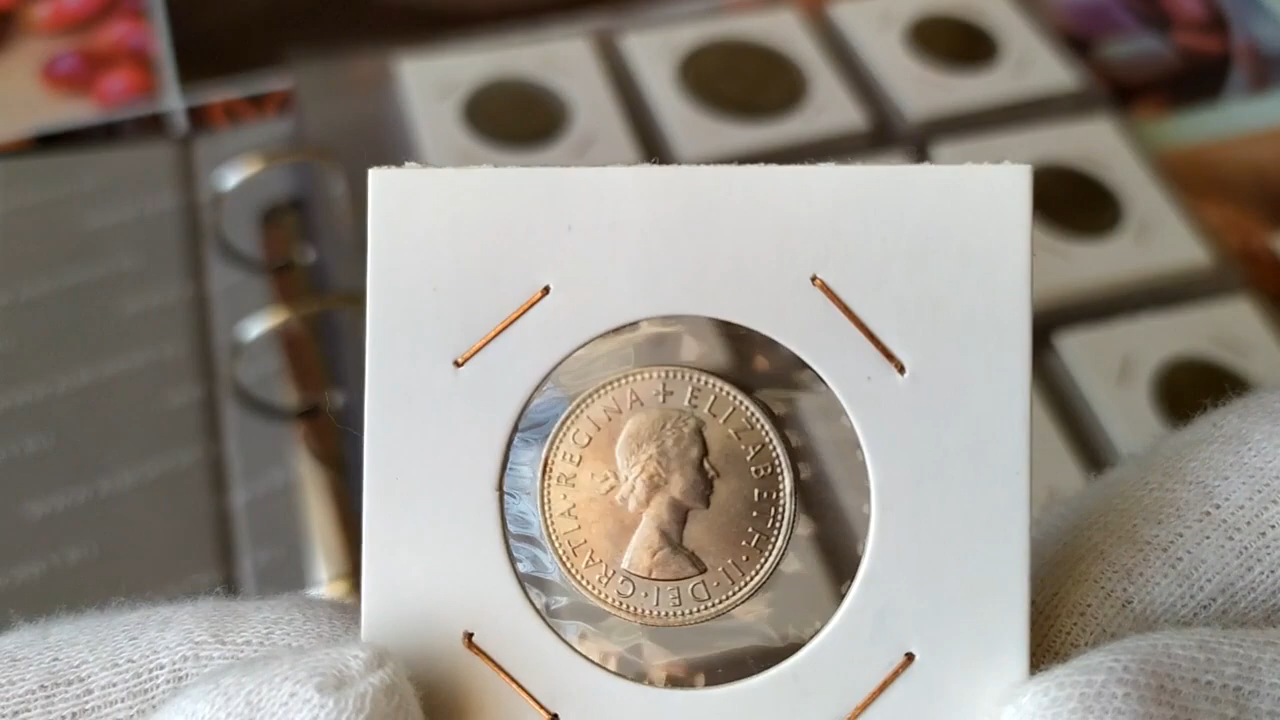 + ELIZABETH · II · DEI · GRATIA · REGINA